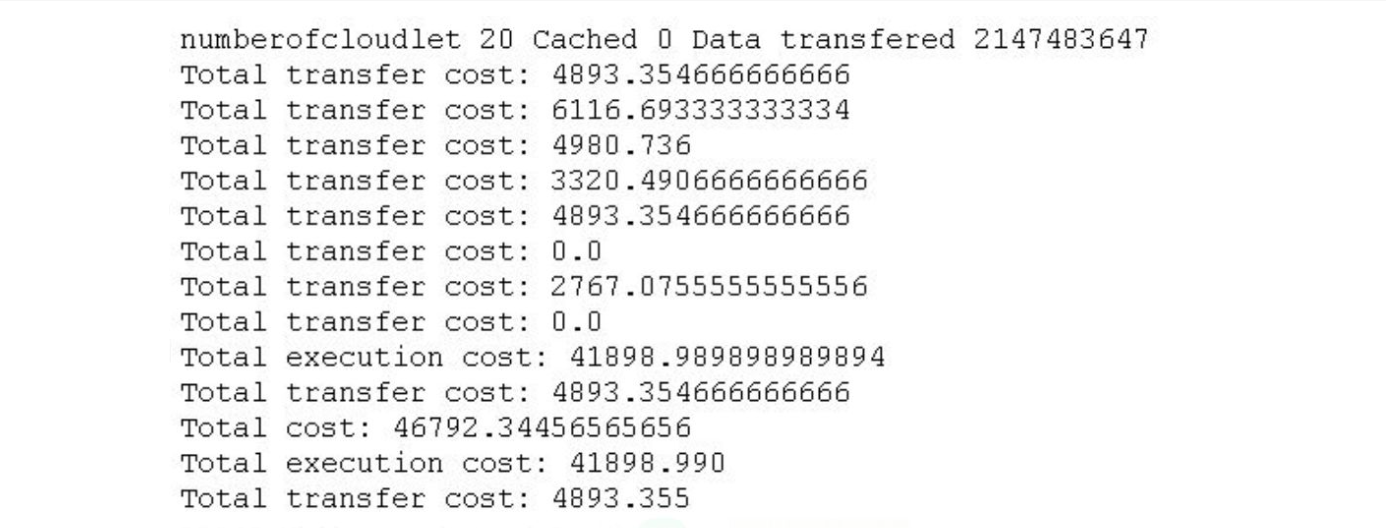 numberofcloudlet 20 Cached 0 Data transfered 2147483647
Total transfer cost: 4893.354666666666
Total transfer cost: 6116.693333333334
Total transfer cost: 4980.736
Total transfer cost: 3320.4906666666666
Total transfer cost: 4893.354666666666
Total transfer cost: 0.0
Total transfer cost: 2767.0755555555556
Total transfer cost: 0.0
Total execution cost: 41898.989898989894
Total transfer cost: 4893.354666666666
Total cost: 46792.34456565656
Total execution cost: 41898.990
Total transfer cost: 4893.355